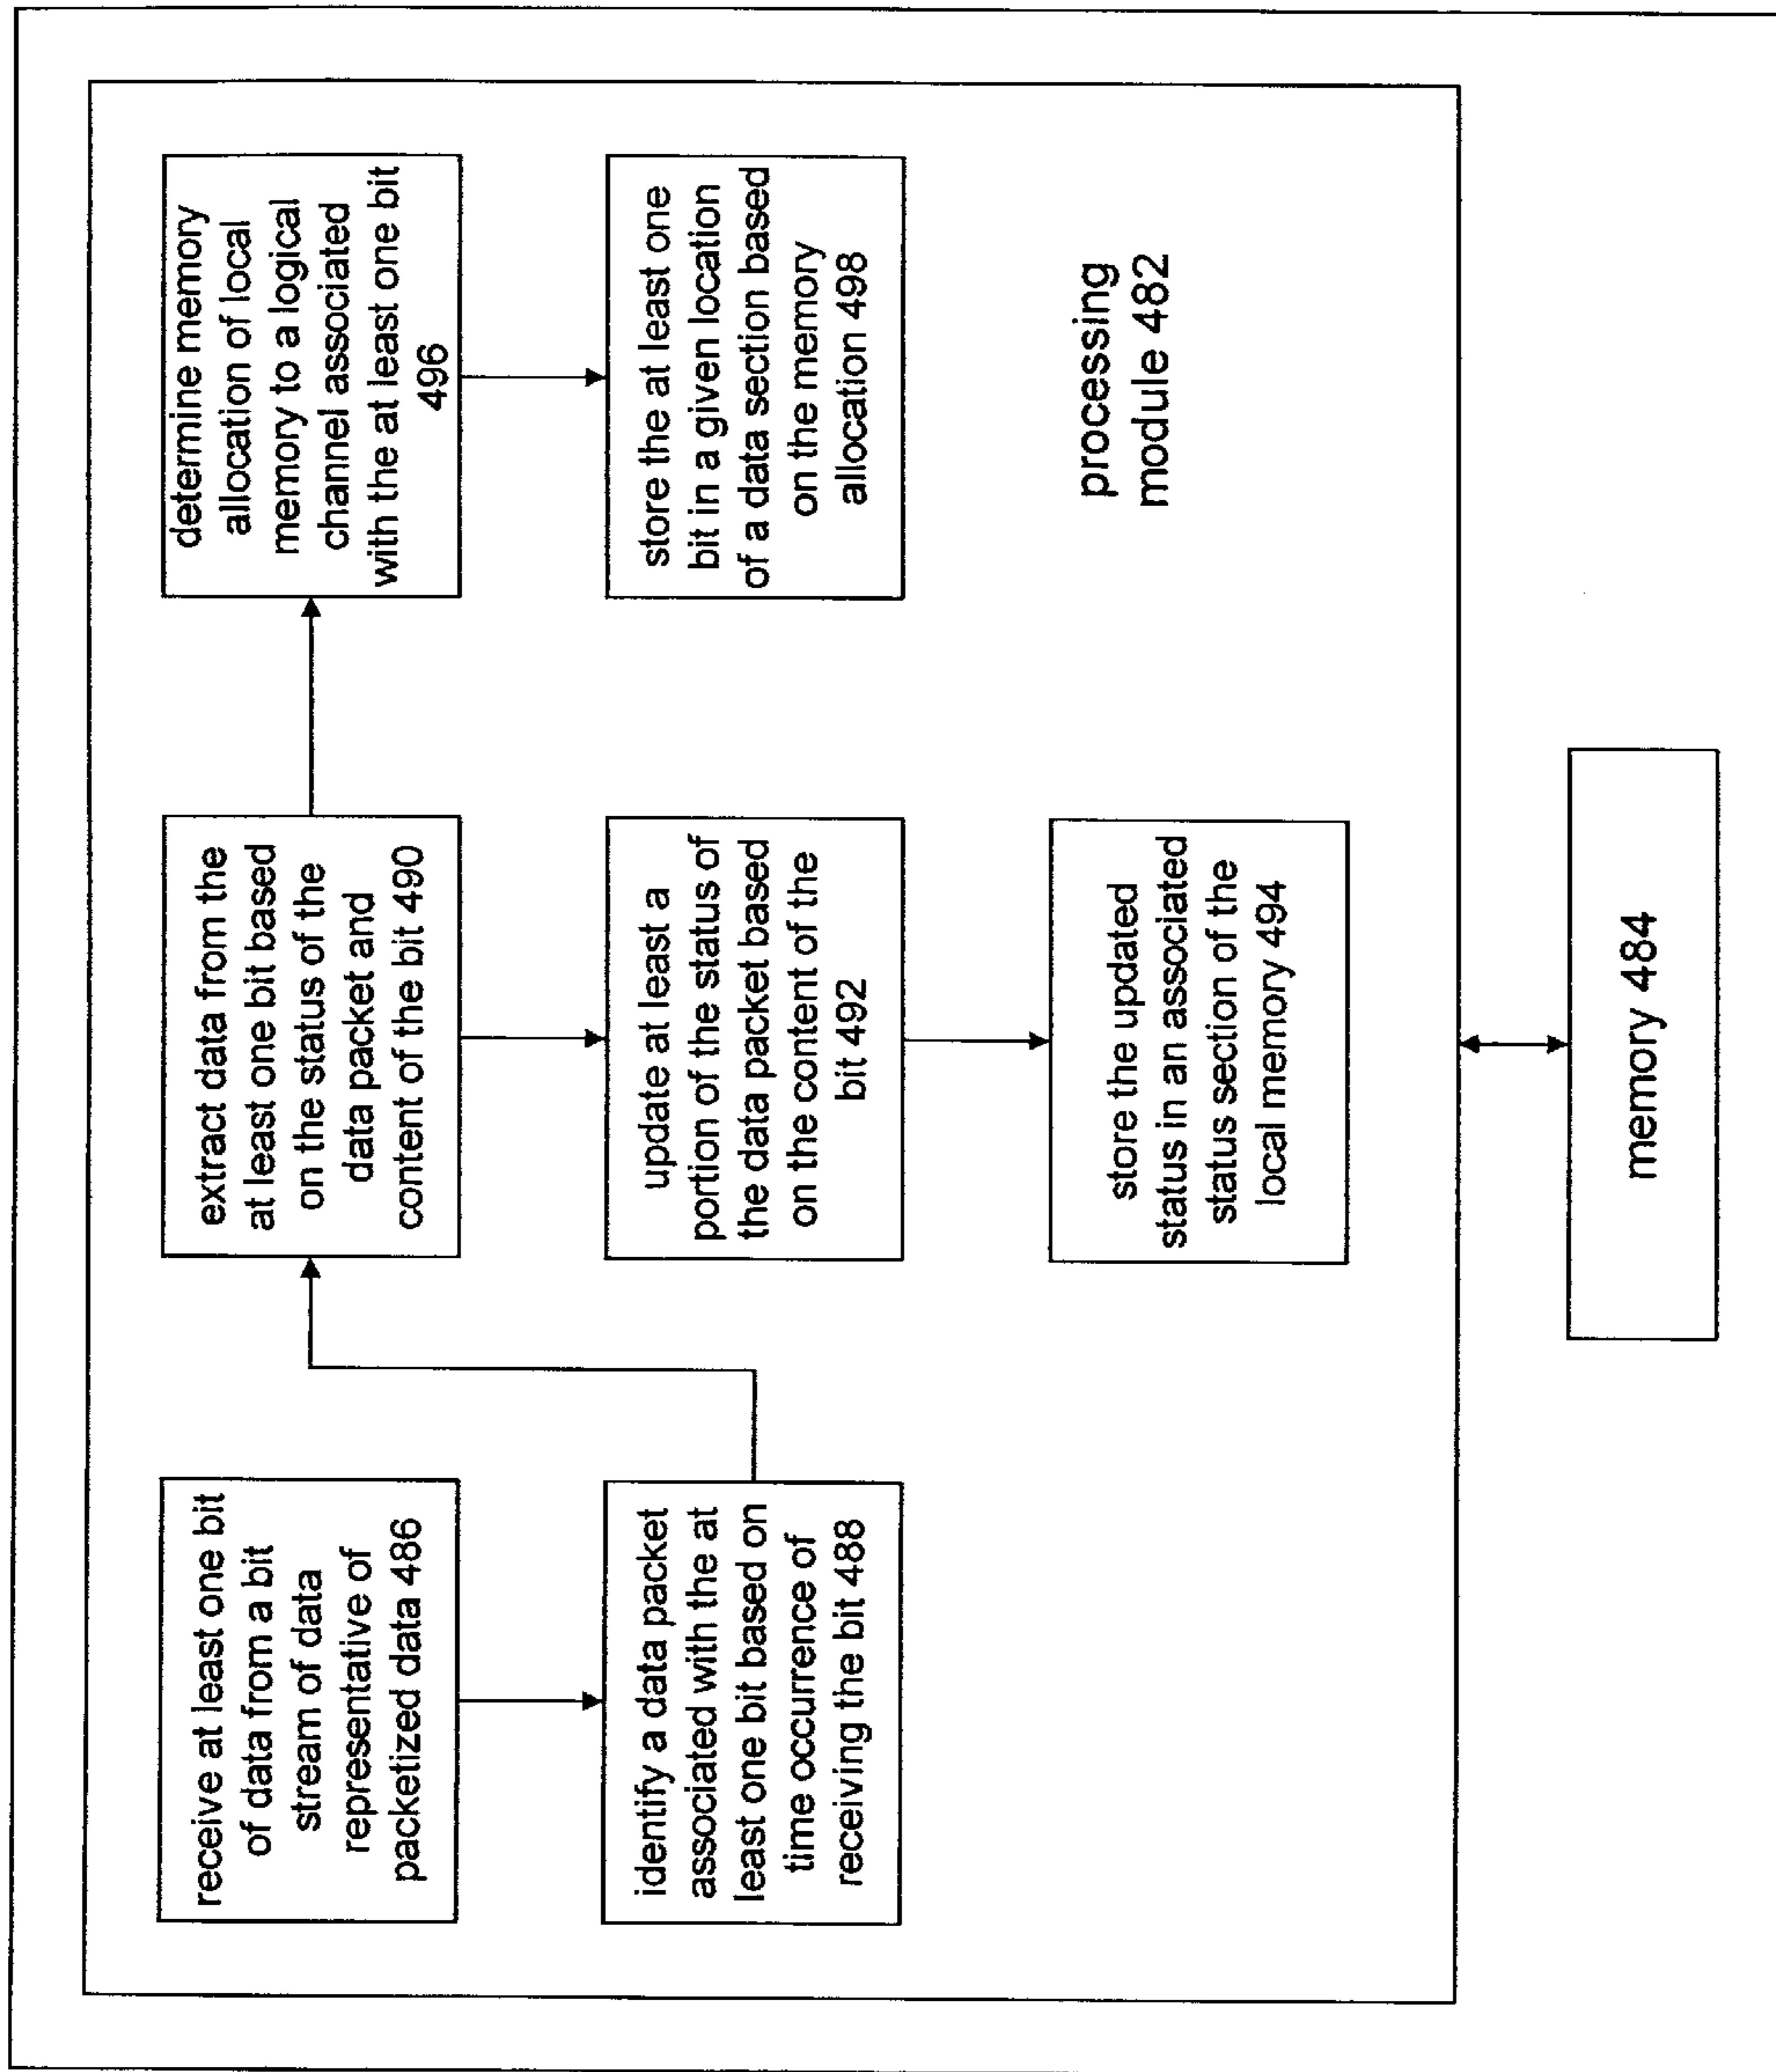 receive at least one bit
of data from a bit
stream of data
representative of
packetized data 486
identify a data packet
associated with the at
least one bit based on
time occurrence of
receiving the bit 488
extract data from the
at least one bit based
on the status of the
data packet and
content of the bit 490
update at least a
portion of the status of
the data packet based
on the content of the
bit 492
store the updated
status in an associated
status section of the
local memory 494
determine memory
allocation of local
memory to a logical
channel associated
with the at least one bit
496
store the at least one
bit in a given location
of a data section based
on the memory
allocation 498
processing
module 482
memory 484